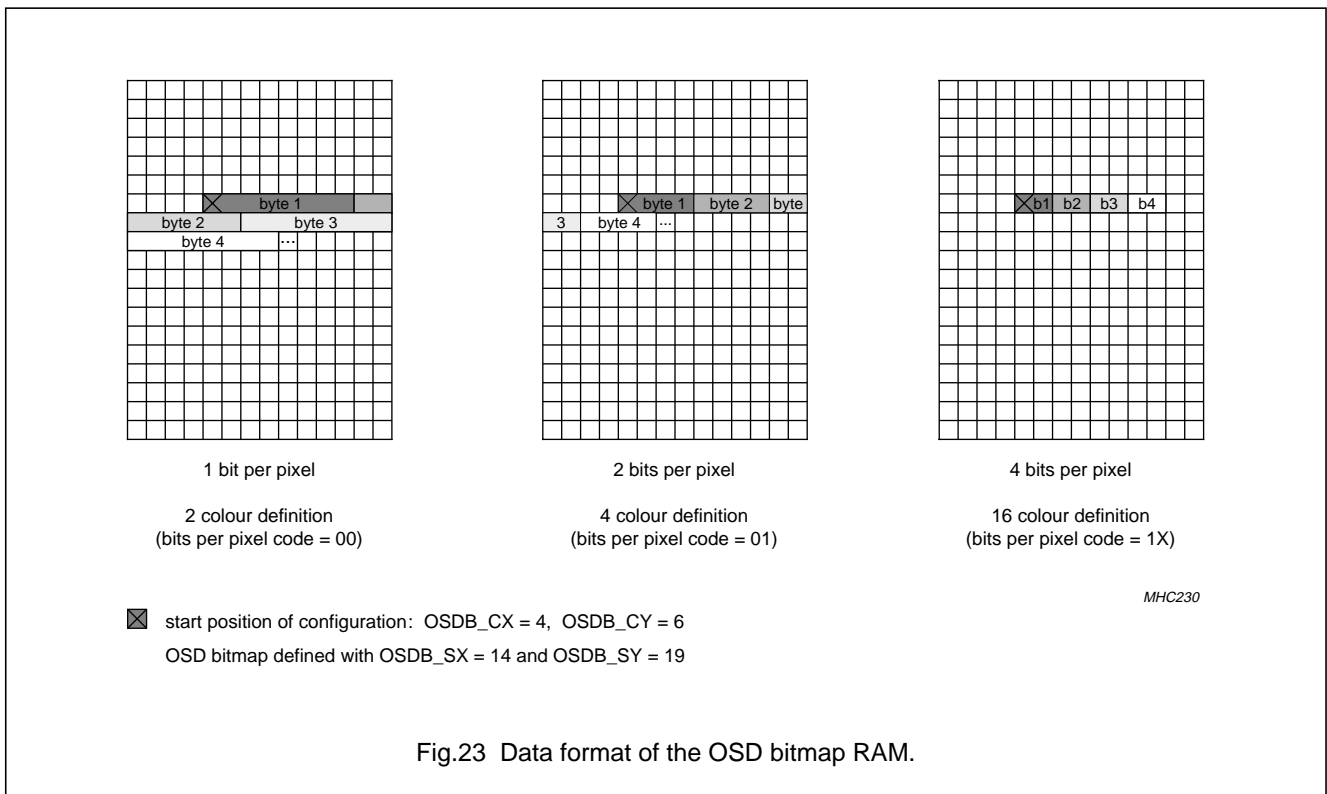 byte 1
byte 2 byte 3
byte 4 ...
byte 1 byte 2 byte
3 byte 4 ...
b1 b2 b3 b4
1 bit per pixel
2 colour definition
(bits per pixel code = 00)
2 bits per pixel
4 colour definition
(bits per pixel code = 01)
4 bits per pixel
16 colour definition
(bits per pixel code = 1X)
MHC230
start position of configuration: OSDB_CX = 4, OSDB_CY = 6
OSD bitmap defined with OSDB_SX = 14 and OSDB_SY = 19
Fig.23 Data format of the OSD bitmap RAM.